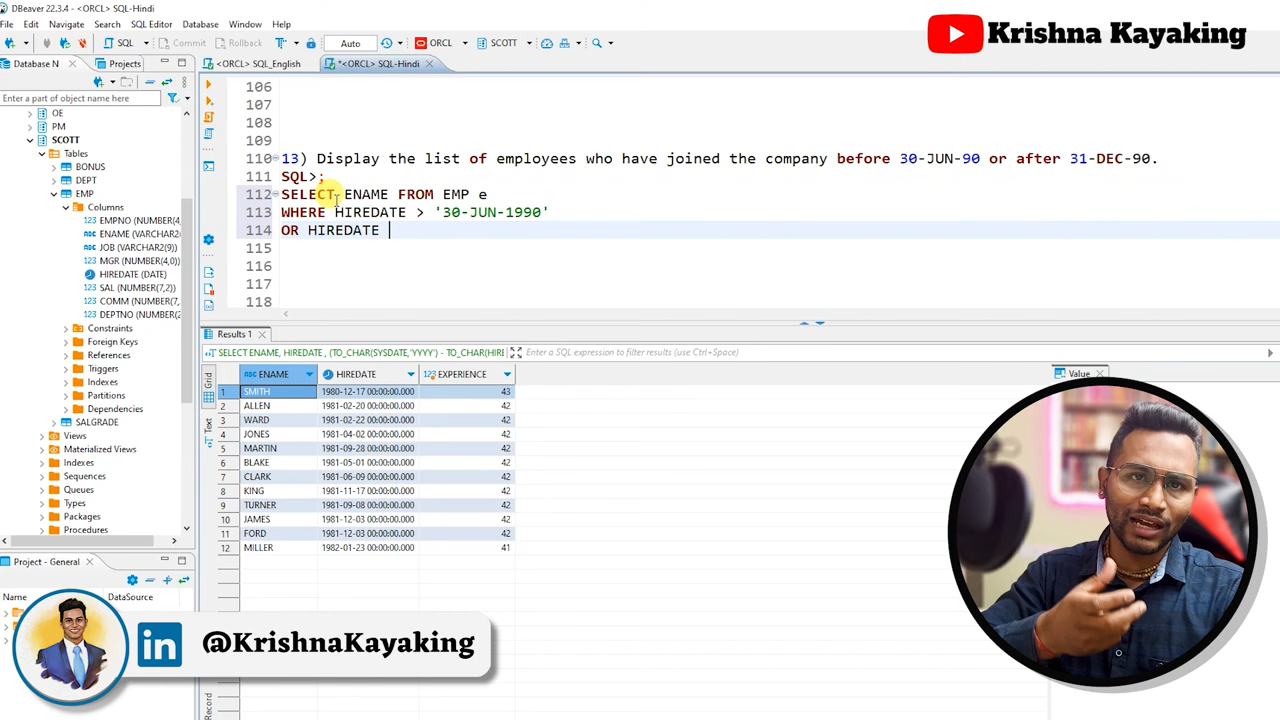 DBeaver 22.3.4 - <ORCL> SQL-Hindi
File Edit Navigate Search SQL Editor Database Window Help
SQL Commit Rollback Auto ORCL SCOTT
Krishna Kayaking
Database N Projects
*<ORCL> SQL_English
*<ORCL> SQL-Hindi
Enter a part of object name here
OE
PM
SCOTT
Tables
BONUS
DEPT
EMP
Columns
EMPNO (NUMBER(4,
ENAME (VARCHAR2
JOB (VARCHAR2(9))
MGR (NUMBER(4,0))
HIREDATE (DATE)
SAL (NUMBER(7,2))
COMM (NUMBER(7,
DEPTNO (NUMBER(2
Constraints
Foreign Keys
References
Triggers
Indexes
Partitions
Dependencies
SALGRADE
Views
Materialized Views
Indexes
Sequences
Queues
Types
Packages
Procedures
106
107
108
109
110 13) Display the list of employees who have joined the company before 30-JUN-90 or after 31-DEC-90.
111 SQL>;
112 SELECT ENAME FROM EMP e
113 WHERE HIREDATE > '30-JUN-1990'
114 OR HIREDATE
115
116
117
118
Results 1
SELECT ENAME, HIREDATE , (TO_CHAR(SYSDATE,'YYYY') - TO_CHAR(HIRE
Enter a SQL expression to filter results (use Ctrl+Space)
Grid
Text
Record
ABC ENAME HIREDATE 123 EXPERIENCE
1 SMITH 1980-12-17 00:00:00.000 43
2 ALLEN 1981-02-20 00:00:00.000 42
3 WARD 1981-02-22 00:00:00.000 42
4 JONES 1981-04-02 00:00:00.000 42
5 MARTIN 1981-09-28 00:00:00.000 42
6 BLAKE 1981-05-01 00:00:00.000 42
7 CLARK 1981-06-09 00:00:00.000 42
8 KING 1981-11-17 00:00:00.000 42
9 TURNER 1981-09-08 00:00:00.000 42
10 JAMES 1981-12-03 00:00:00.000 42
11 FORD 1981-12-03 00:00:00.000 42
12 MILLER 1982-01-23 00:00:00.000 41
Value
Project - General
Name DataSource
in @KrishnaKayaking